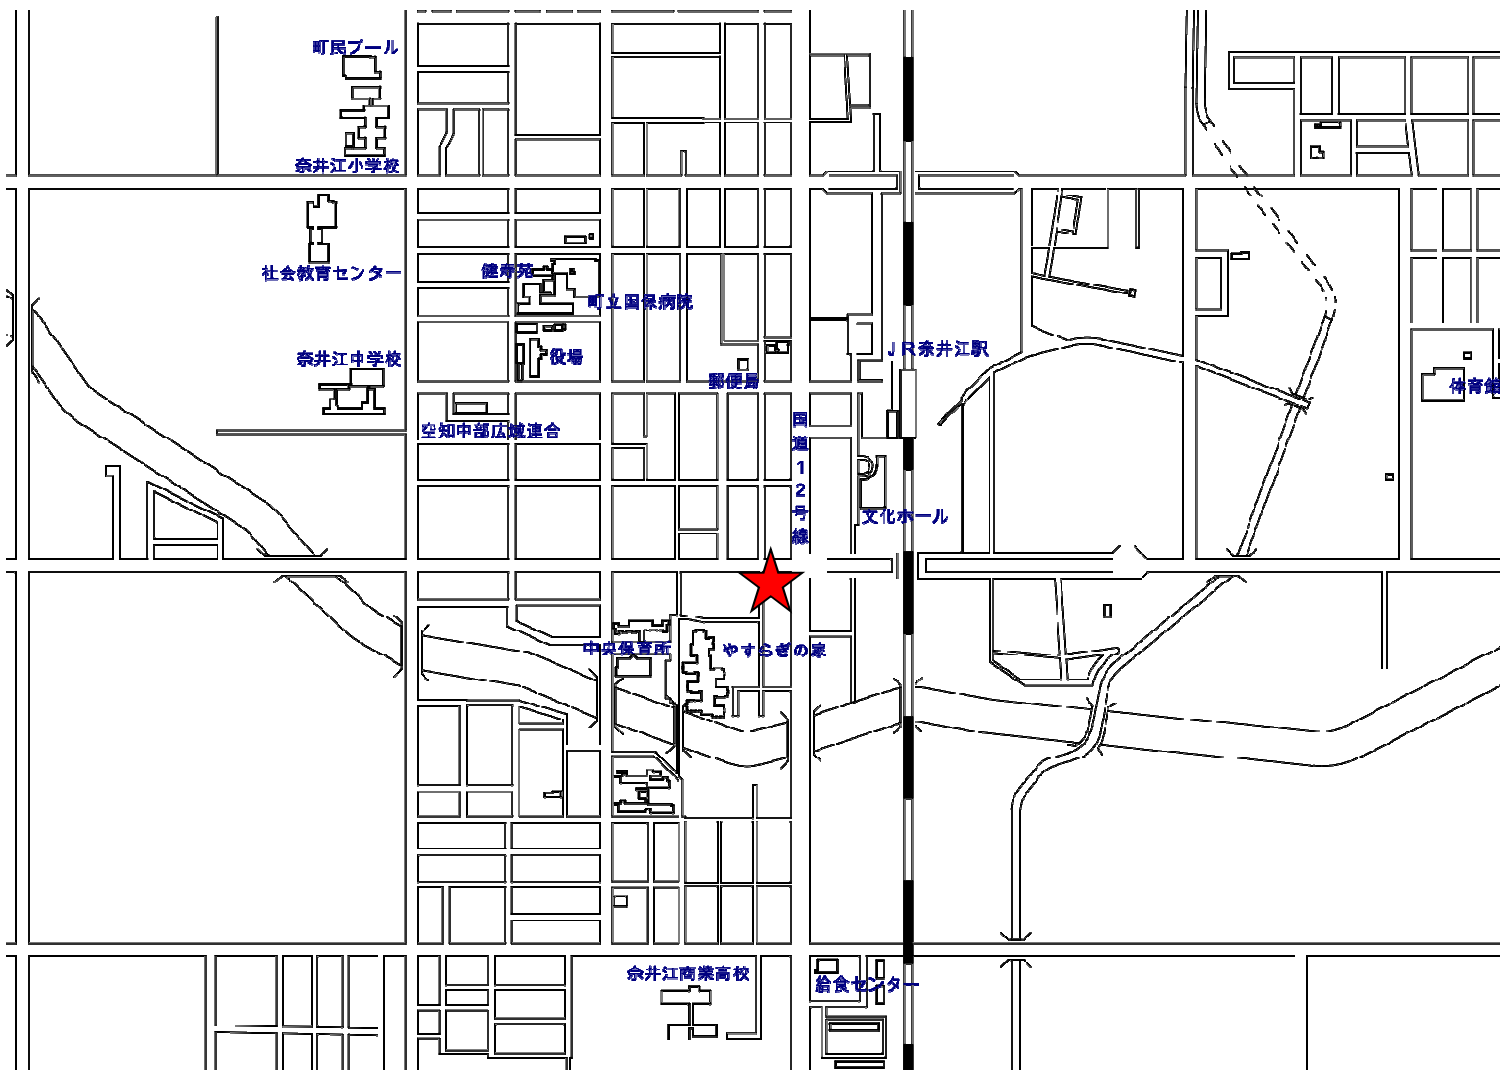 町民プール
奈井江小学校
社会教育センター
健寿苑
町立国保病院
ＪＲ奈井江駅
奈井江中学校
役場
郵便局
体育館
国道12号線
空知中部広域連合
文化ホール
中央保育所
やすらぎの家
奈井江商業高校
給食センター